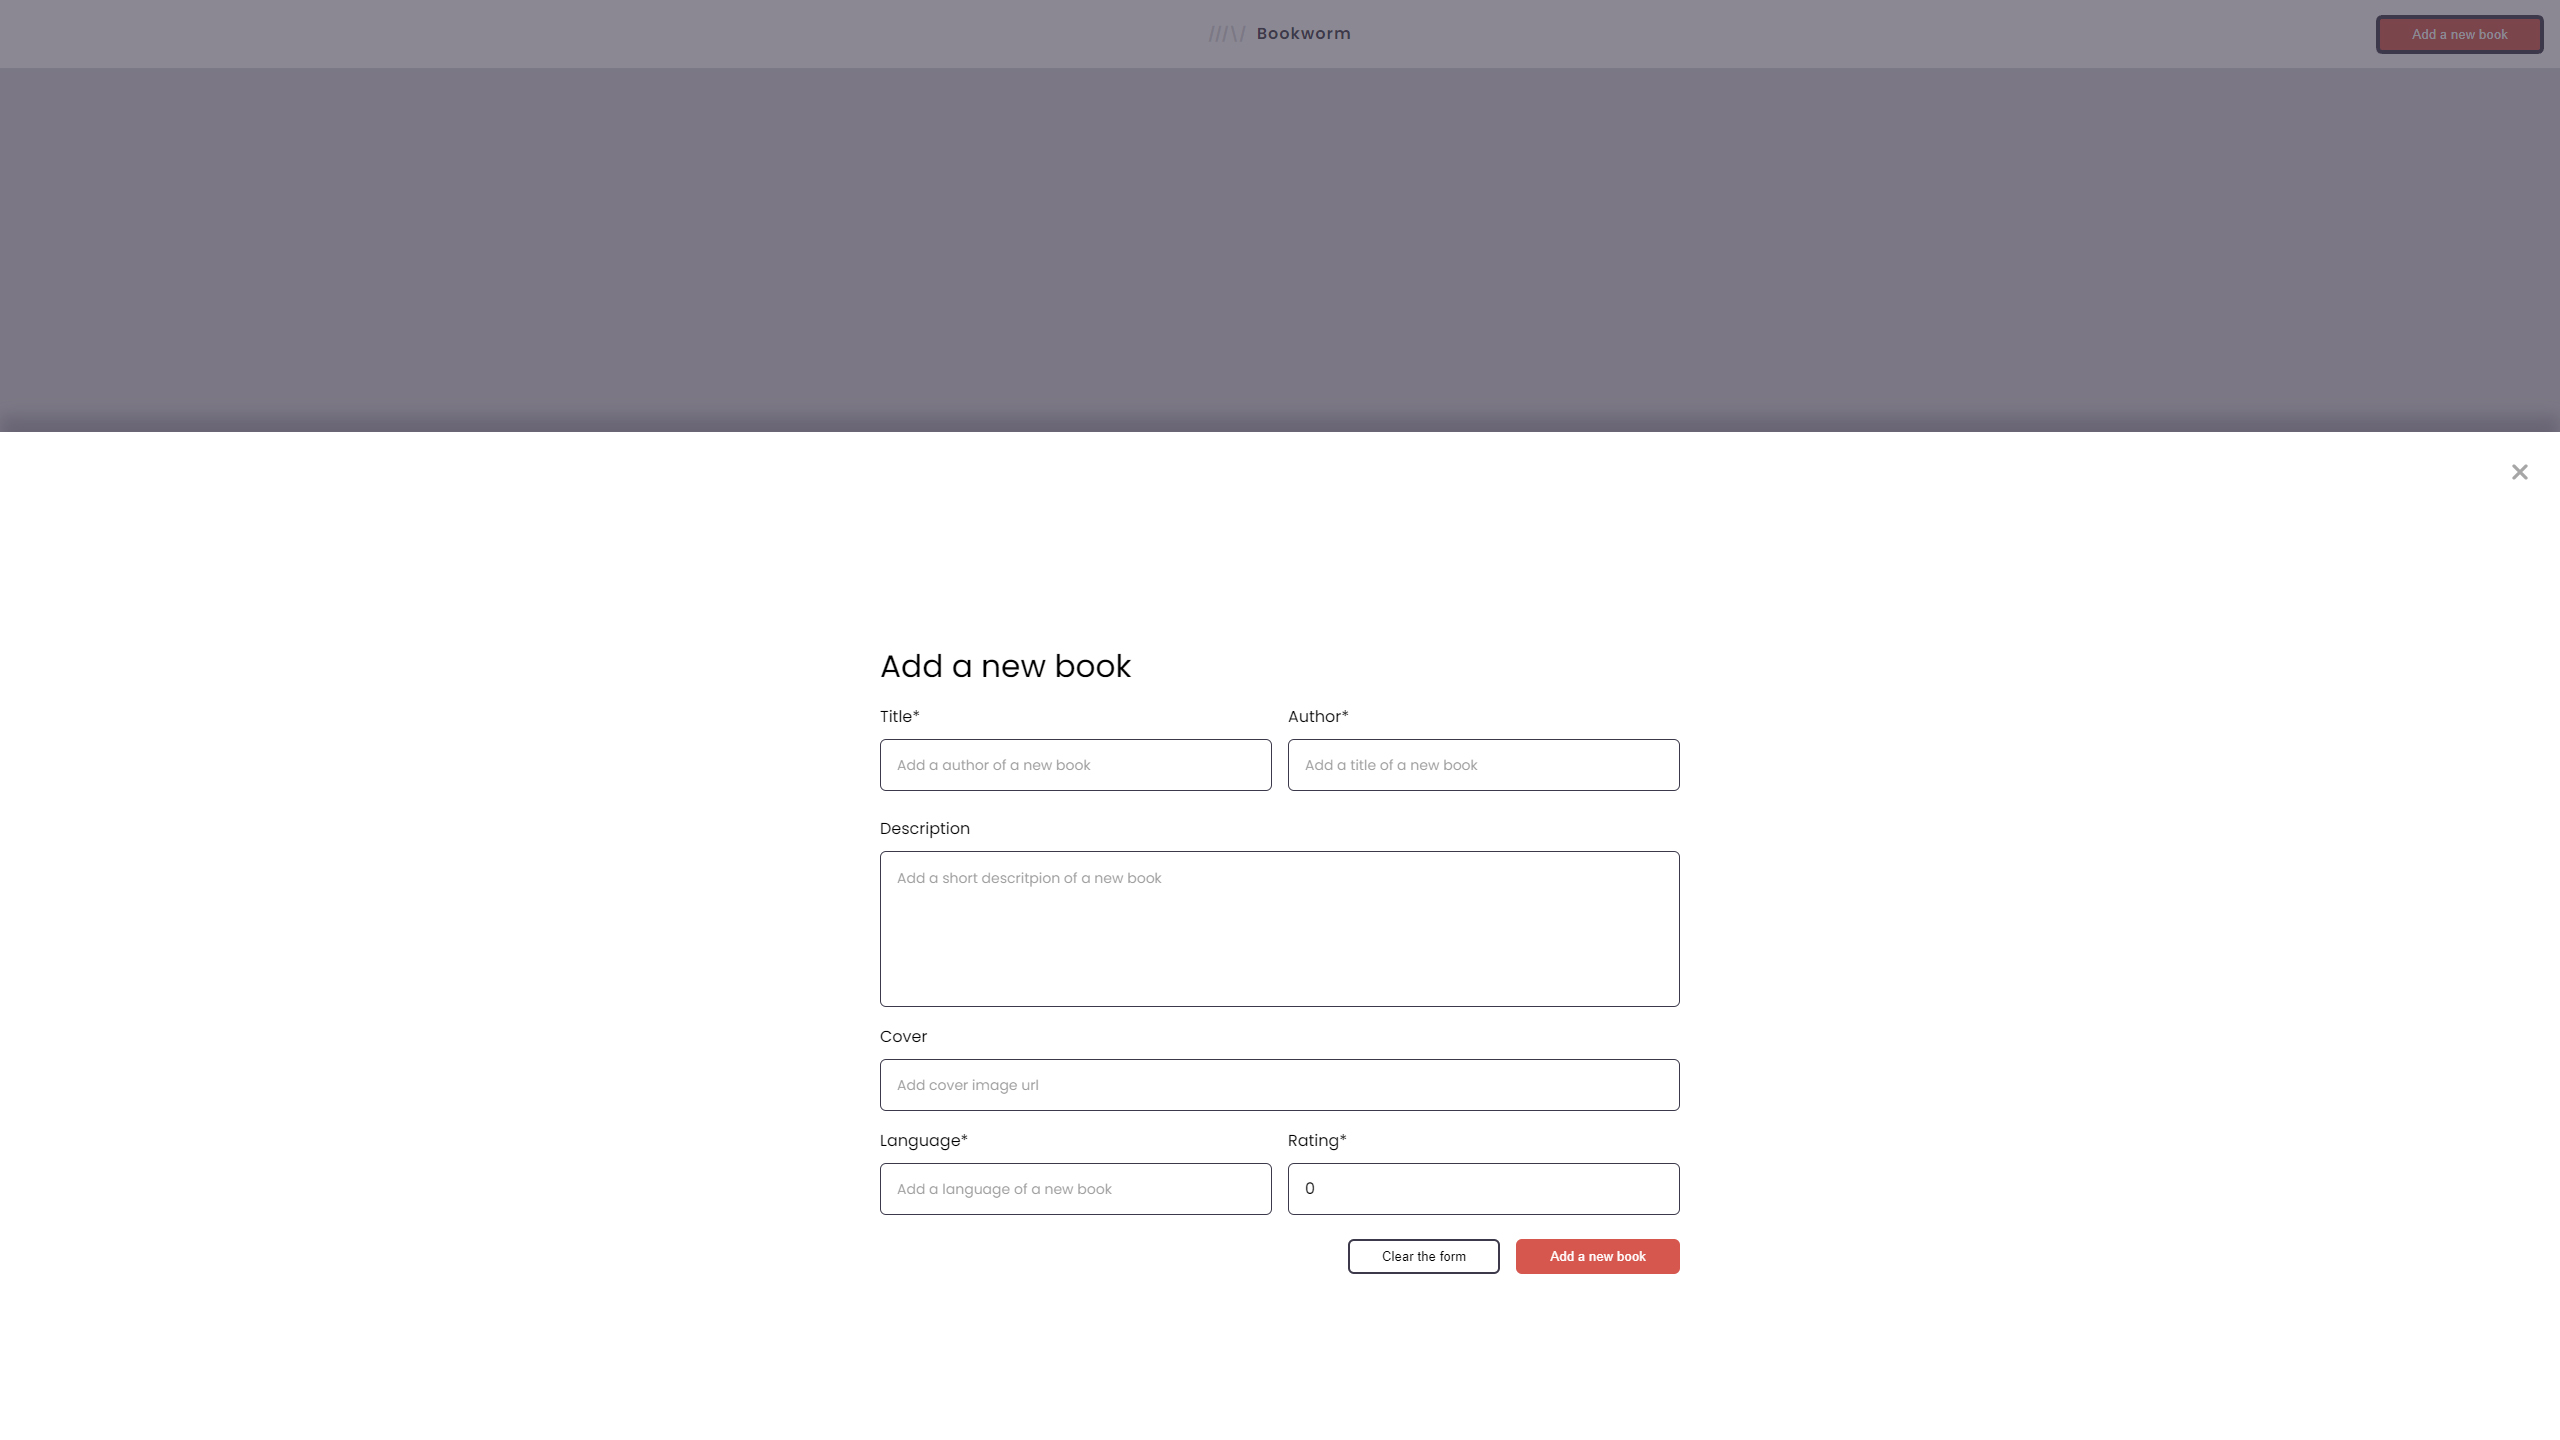 ///\/ Bookworm
Add a new book
Add a new book
Title*
Author*
Add a author of a new book
Add a title of a new book
Description
Add a short descritpion of a new book
Cover
Add cover image url
Language*
Rating*
Add a language of a new book
0
Clear the form
Add a new book